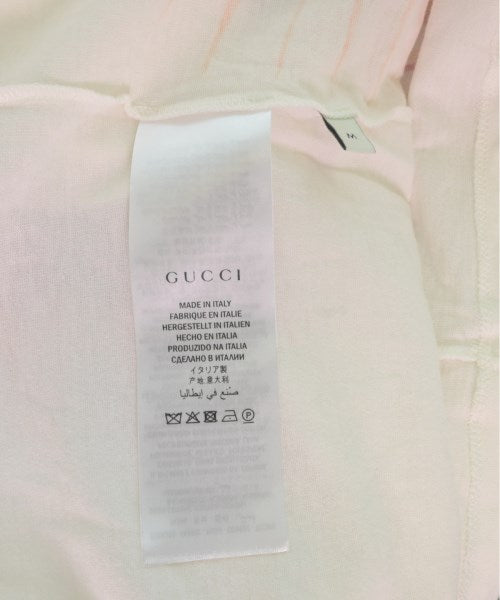 M
GUCCI
MADE IN ITALY
FABRIQUE EN ITALIE
HERGESTELLT IN ITALIEN
HECHO EN ITALIA
PRODUZIDO NA ITALIA
СДЕЛАНО В ИТАЛИИ
イタリア製
产地:意大利
صنع في إيطاليا